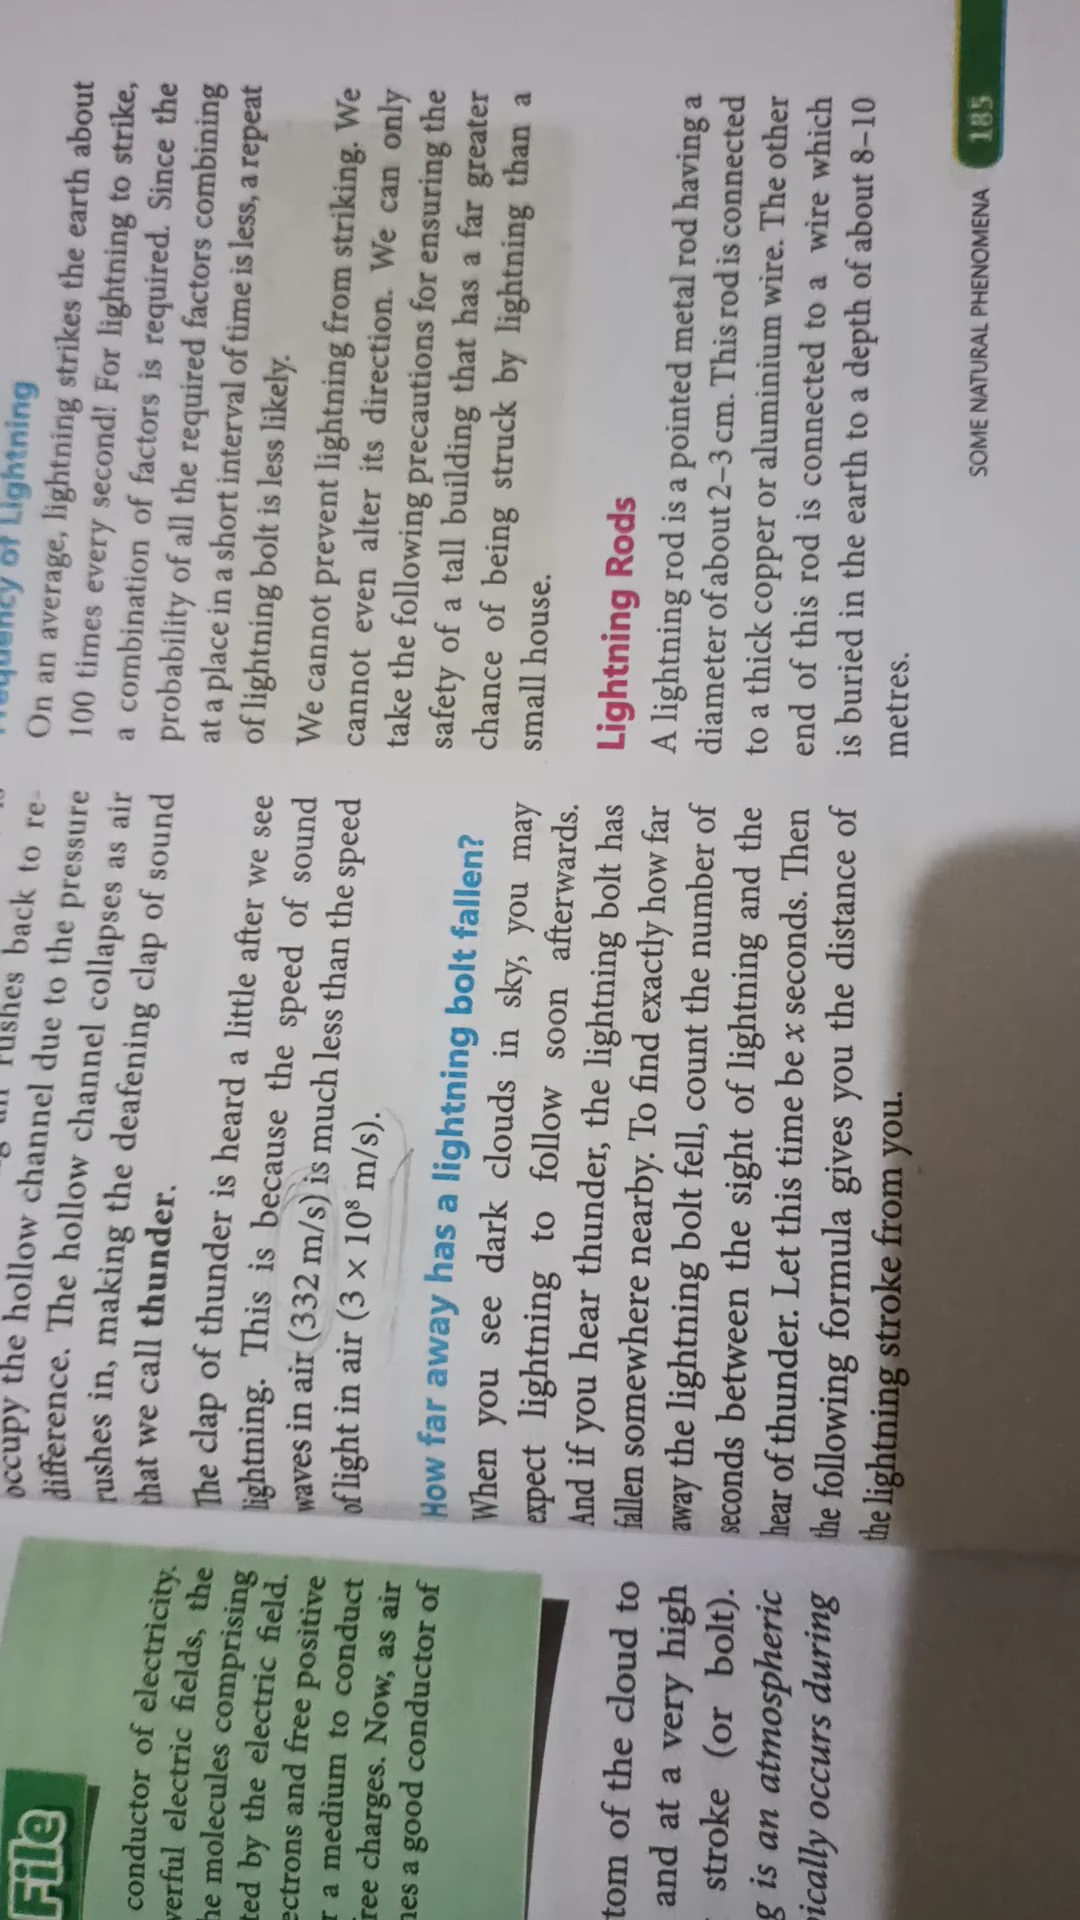 File
conductor of electricity.
electric fields, the
molecules comprising
by the electric field.
and free positive
a medium to conduct
charges. Now, as air
a good conductor of
of the cloud to
and at a very high
stroke (or bolt).
is an atmospheric
occurs during
rushes back to re-
occupy the hollow channel due to the pressure
difference. The hollow channel collapses as air
rushes in, making the deafening clap of sound
that we call thunder.
The clap of thunder is heard a little after we see
lightning. This is because the speed of sound
waves in air (332 m/s) is much less than the speed
of light in air (3 × 10⁸ m/s).
How far away has a lightning bolt fallen?
When you see dark clouds in sky, you may
expect lightning to follow soon afterwards.
And if you hear thunder, the lightning bolt has
fallen somewhere nearby. To find exactly how far
away the lightning bolt fell, count the number of
seconds between the sight of lightning and the
hear of thunder. Let this time be x seconds. Then
the following formula gives you the distance of
the lightning stroke from you.
of Lightning
On an average, lightning strikes the earth about
100 times every second! For lightning to strike,
a combination of factors is required. Since the
probability of all the required factors combining
at a place in a short interval of time is less, a repeat
of lightning bolt is less likely.
We cannot prevent lightning from striking. We
cannot even alter its direction. We can only
take the following precautions for ensuring the
safety of a tall building that has a far greater
chance of being struck by lightning than a
small house.
Lightning Rods
A lightning rod is a pointed metal rod having a
diameter of about 2–3 cm. This rod is connected
to a thick copper or aluminium wire. The other
end of this rod is connected to a wire which
is buried in the earth to a depth of about 8–10
metres.
SOME NATURAL PHENOMENA 185